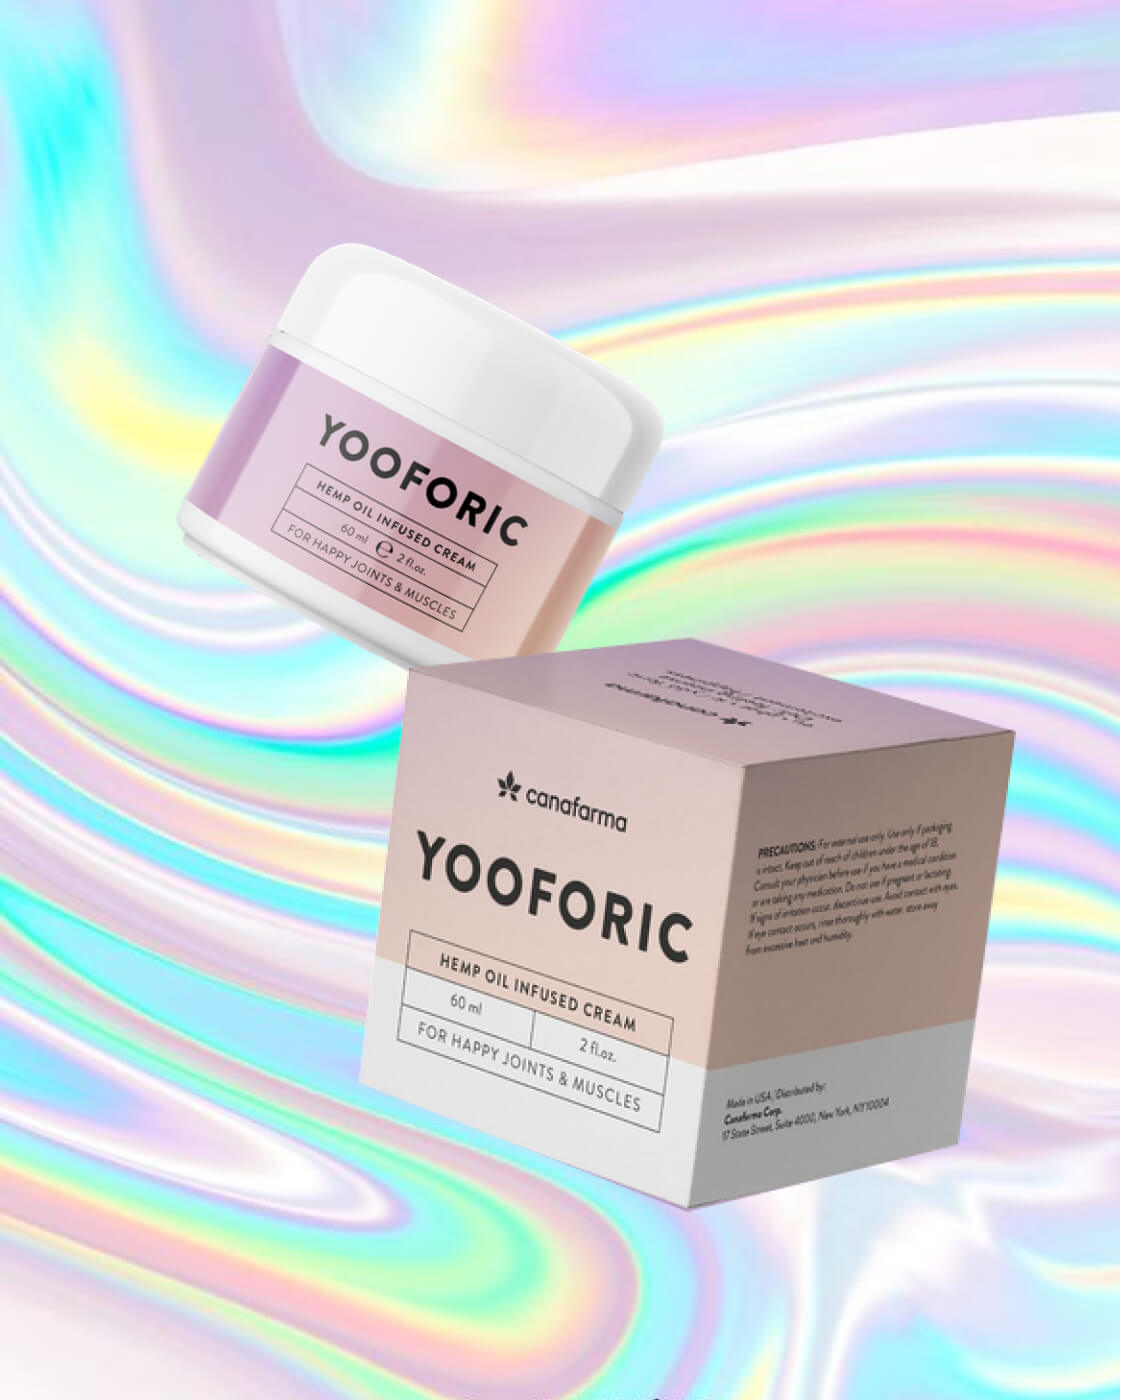 YOOFORIC
HEMP OIL INFUSED CREAM
60 ml e 2 fl.oz.
FOR HAPPY JOINTS & MUSCLES
canafarma
canafarma
YOOFORIC
HEMP OIL INFUSED CREAM
60 ml 2 fl.oz.
FOR HAPPY JOINTS & MUSCLES
PRECAUTIONS: For external use only. Use only if packaging
is intact. Keep out of reach of children under the age of 18.
Consult your physician before use if you have a medical condition
or are taking any medication. Do not use if pregnant or lactating.
If signs of irritation occur, discontinue use. Avoid contact with eyes.
If eye contact occurs, rinse thoroughly with water. store away
from excessive heat and humidity.
Made in USA | Distributed by:
Canafarma Corp.
17 State Street, Suite 4000, New York, NY 10004